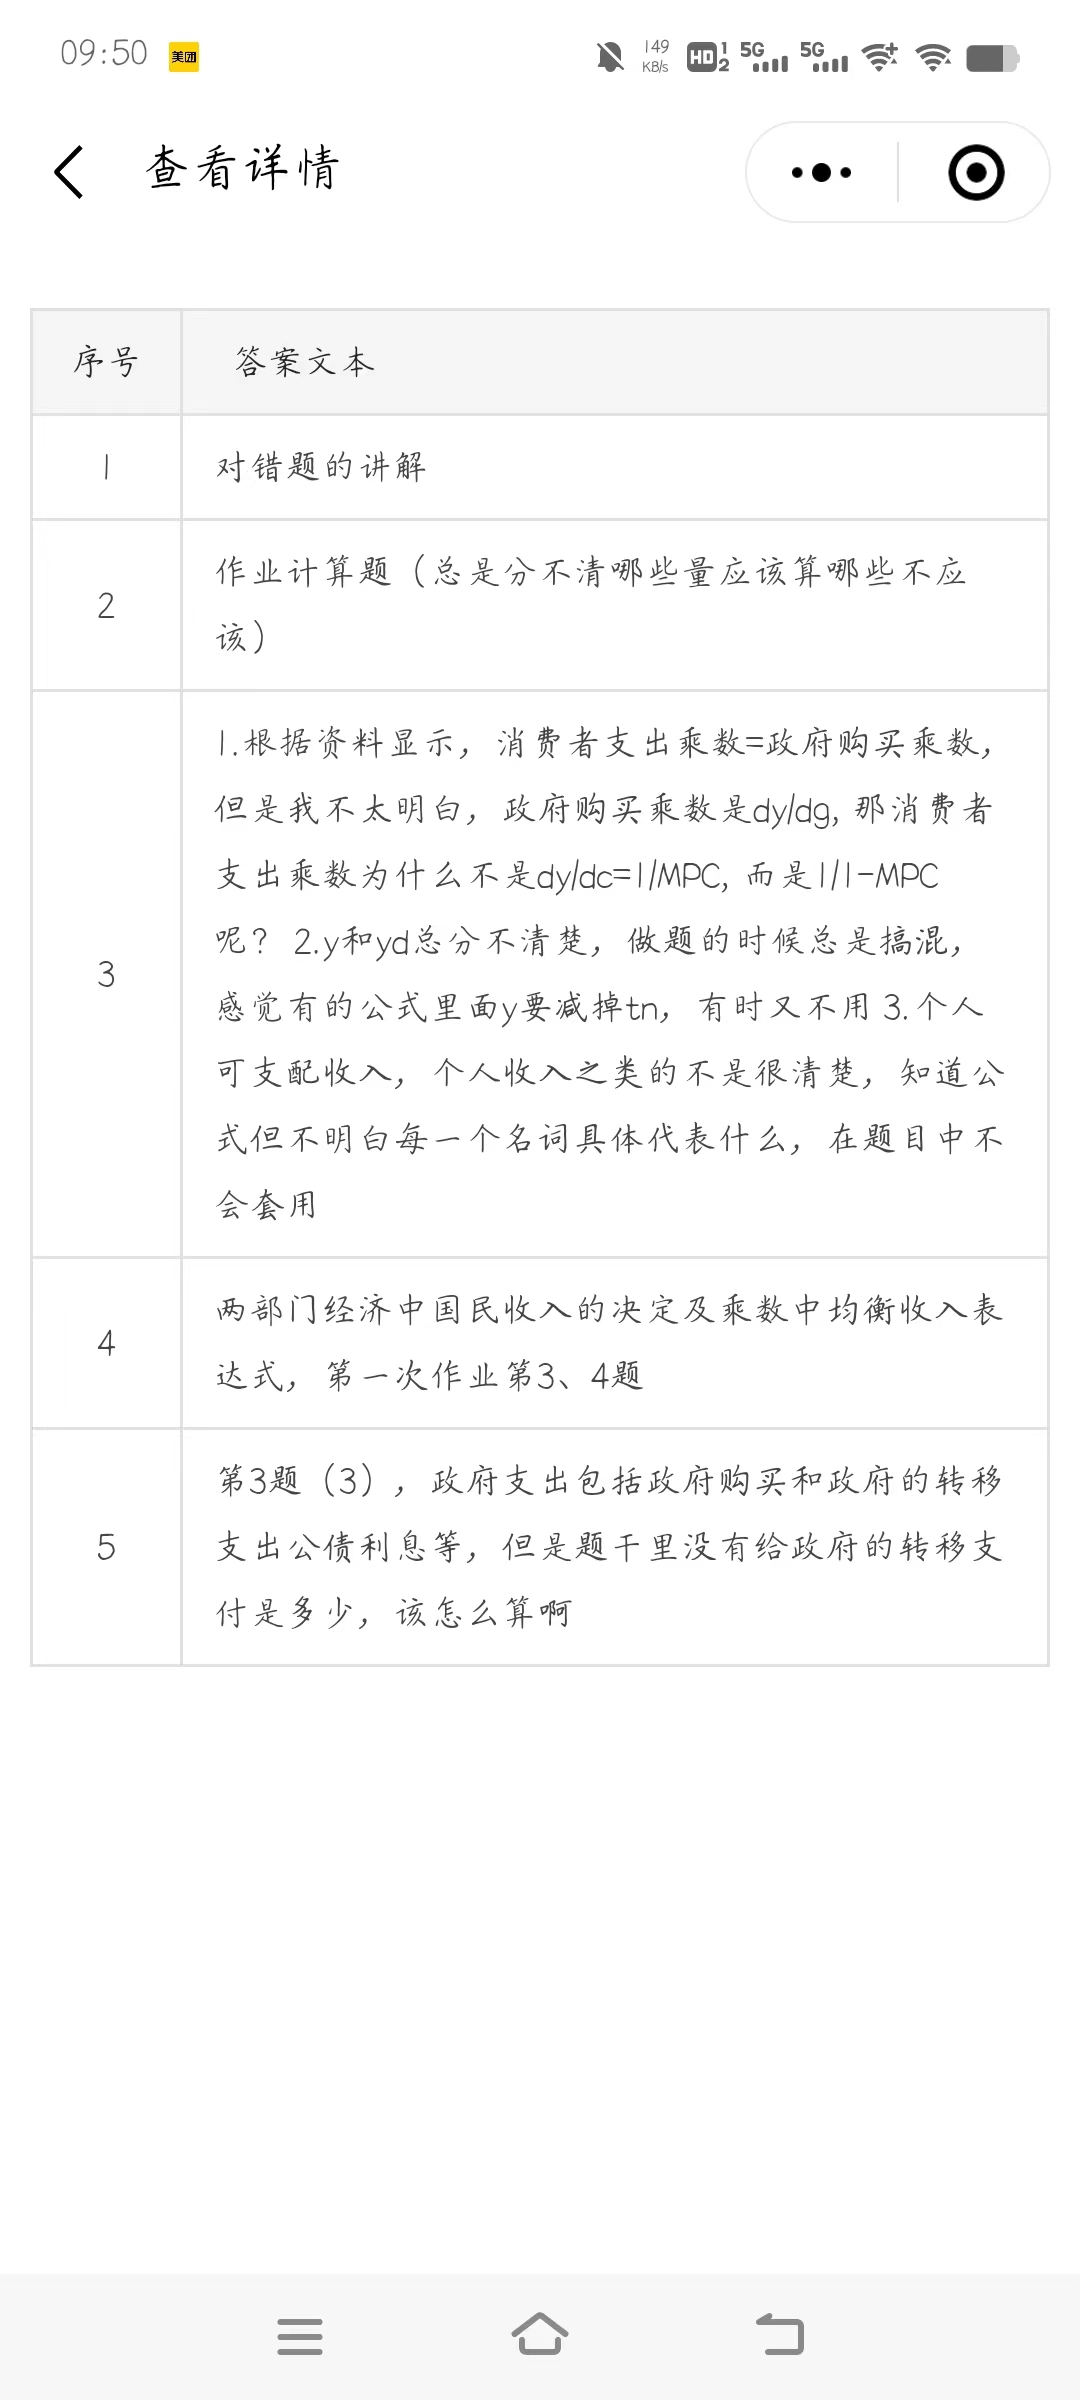 09:50 美团 149 KB/s HD 1 2 5G 5G
查看详情
序号 答案文本
1 对错题的讲解
2 作业计算题（总是分不清哪些量应该算哪些不应
该）
3 1.根据资料显示，消费者支出乘数=政府购买乘数，
但是我不太明白，政府购买乘数是dy/dg, 那消费者
支出乘数为什么不是dy/dc=1/MPC, 而是1/1-MPC
呢？ 2.y和yd总分不清楚，做题的时候总是搞混，
感觉有的公式里面y要减掉tn，有时又不用 3.个人
可支配收入，个人收入之类的不是很清楚，知道公
式但不明白每一个名词具体代表什么，在题目中不
会套用
4 两部门经济中国民收入的决定及乘数中均衡收入表
达式，第一次作业第3、4题
5 第3题（3），政府支出包括政府购买和政府的转移
支出公债利息等，但是题干里没有给政府的转移支
付是多少，该怎么算啊